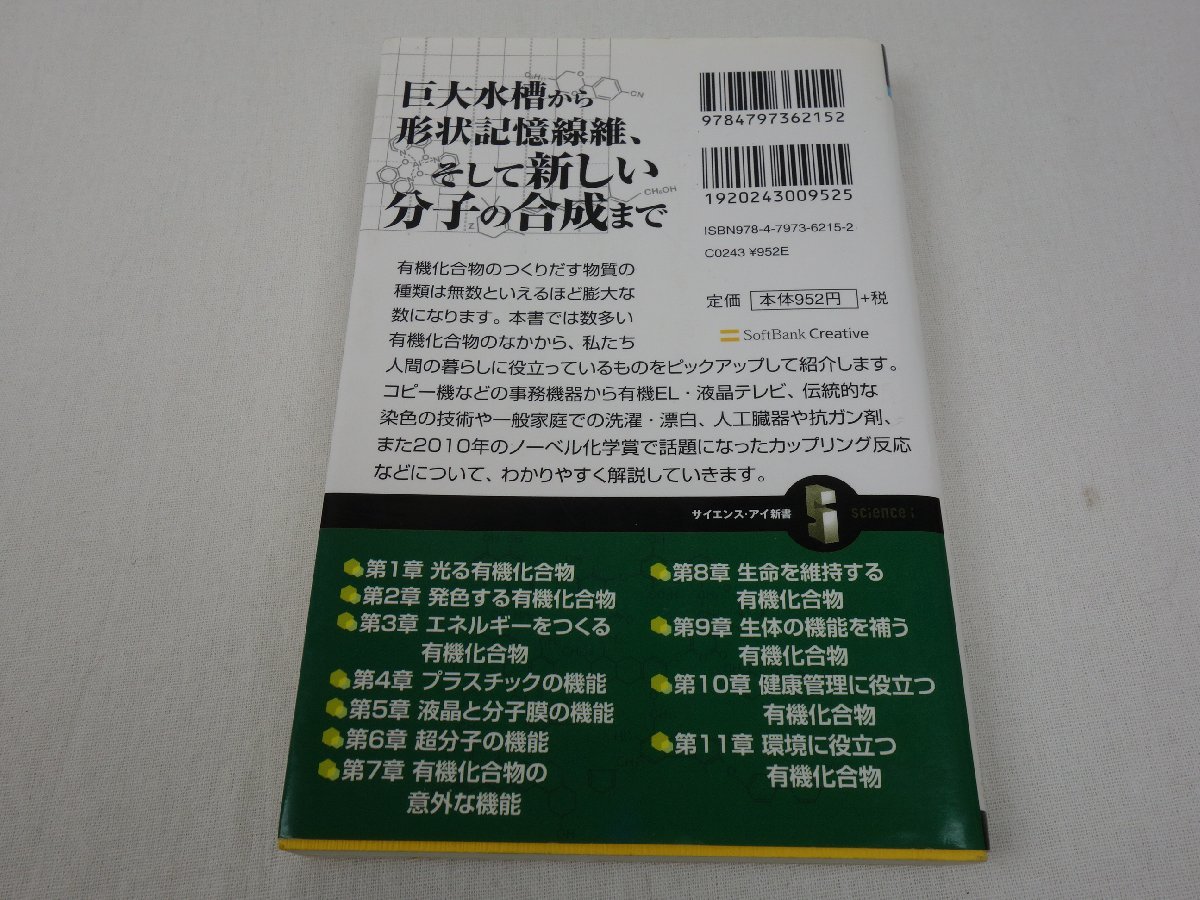 巨大水槽から
形状記憶線維、
そして新しい
分子の合成まで
9784797362152
1920243009525
ISBN978-4-7973-6215-2
C0243 ¥952E
定価 本体952円 +税
SoftBank Creative
有機化合物のつくりだす物質の
種類は無数といえるほど膨大な
数になります。本書では数多い
有機化合物のなかから、私たち
人間の暮らしに役立っているものをピックアップして紹介します。
コピー機などの事務機器から有機EL・液晶テレビ、伝統的な
染色の技術や一般家庭での洗濯・漂白、人工臓器や抗ガン剤、
また2010年のノーベル化学賞で話題になったカップリング反応
などについて、わかりやすく解説していきます。
サイエンス・アイ新書 Si science i
第1章 光る有機化合物
第2章 発色する有機化合物
第3章 エネルギーをつくる
有機化合物
第4章 プラスチックの機能
第5章 液晶と分子膜の機能
第6章 超分子の機能
第7章 有機化合物の
意外な機能
第8章 生命を維持する
有機化合物
第9章 生体の機能を補う
有機化合物
第10章 健康管理に役立つ
有機化合物
第11章 環境に役立つ
有機化合物
CN
CH₂OH